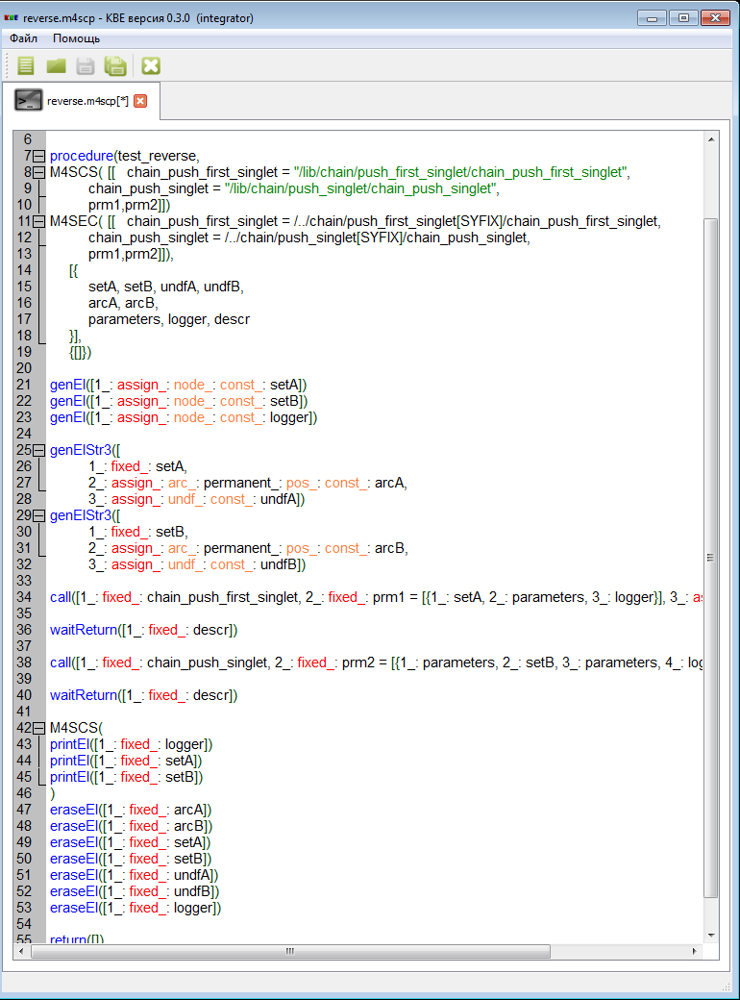 KBE reverse.m4scp - KBE версия 0.3.0 (integrator)
Файл Помощь
>_ reverse.m4scp[*]
6
7 procedure(test_reverse,
8 M4SCS( [[ chain_push_first_singlet = "/lib/chain/push_first_singlet/chain_push_first_singlet",
9 chain_push_singlet = "/lib/chain/push_singlet/chain_push_singlet",
10 prm1,prm2]])
11 M4SEC( [[ chain_push_first_singlet = /../chain/push_first_singlet[SYFIX]/chain_push_first_singlet,
12 chain_push_singlet = /../chain/push_singlet[SYFIX]/chain_push_singlet,
13 prm1,prm2]]),
14 [{
15 setA, setB, undfA, undfB,
16 arcA, arcB,
17 parameters, logger, descr
18 }],
19 {[]})
20
21 genEl([1_: assign_: node_: const_: setA])
22 genEl([1_: assign_: node_: const_: setB])
23 genEl([1_: assign_: node_: const_: logger])
24
25 genElStr3([
26 1_: fixed_: setA,
27 2_: assign_: arc_: permanent_: pos_: const_: arcA,
28 3_: assign_: undf_: const_: undfA])
29 genElStr3([
30 1_: fixed_: setB,
31 2_: assign_: arc_: permanent_: pos_: const_: arcB,
32 3_: assign_: undf_: const_: undfB])
33
34 call([1_: fixed_: chain_push_first_singlet, 2_: fixed_: prm1 = [{1_: setA, 2_: parameters, 3_: logger}], 3_: as
35
36 waitReturn([1_: fixed_: descr])
37
38 call([1_: fixed_: chain_push_singlet, 2_: fixed_: prm2 = [{1_: parameters, 2_: setB, 3_: parameters, 4_: log
39
40 waitReturn([1_: fixed_: descr])
41
42 M4SCS(
43 printEl([1_: fixed_: logger])
44 printEl([1_: fixed_: setA])
45 printEl([1_: fixed_: setB])
46 )
47 eraseEl([1_: fixed_: arcA])
48 eraseEl([1_: fixed_: arcB])
49 eraseEl([1_: fixed_: setA])
50 eraseEl([1_: fixed_: setB])
51 eraseEl([1_: fixed_: undfA])
52 eraseEl([1_: fixed_: undfB])
53 eraseEl([1_: fixed_: logger])
54
55 return([])